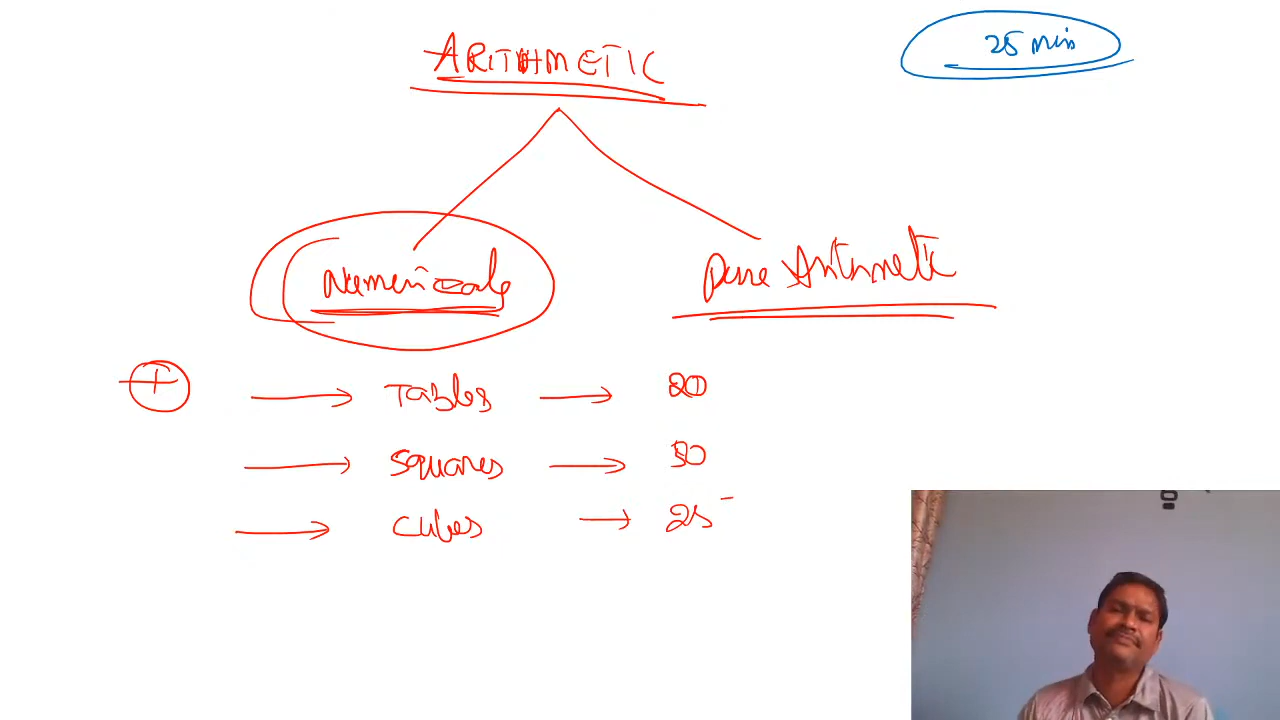 25 min
ARITHMETIC
Numericals
Pure Arithmetic
+ → Tables → 20
→ Squares → 30
→ cubes → 25